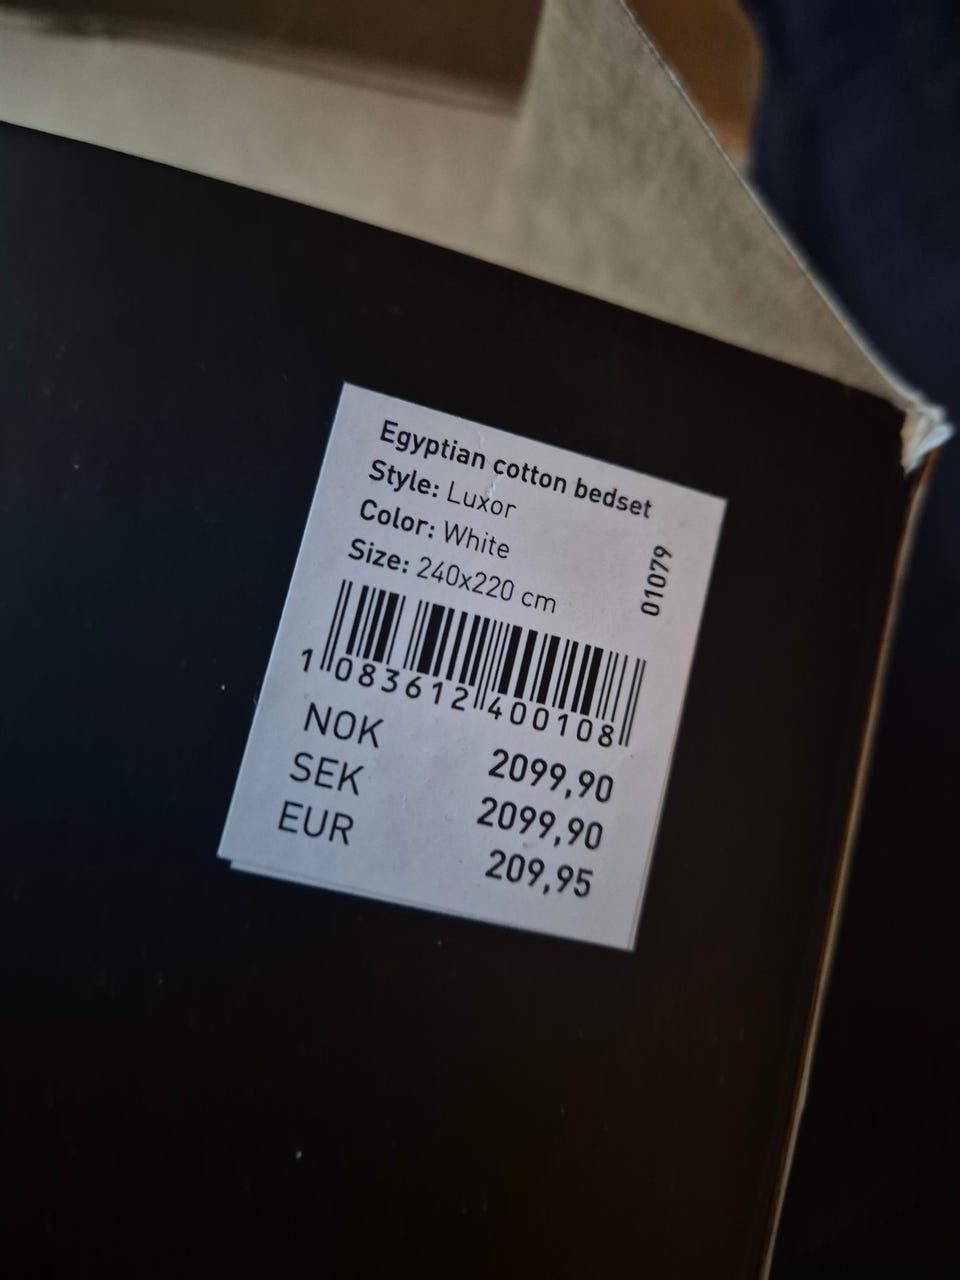 Egyptian cotton bedset
Style: Luxor
Color: White
Size: 240x220 cm
01079
1 083612 400108
NOK 2099,90
SEK 2099,90
EUR 209,95